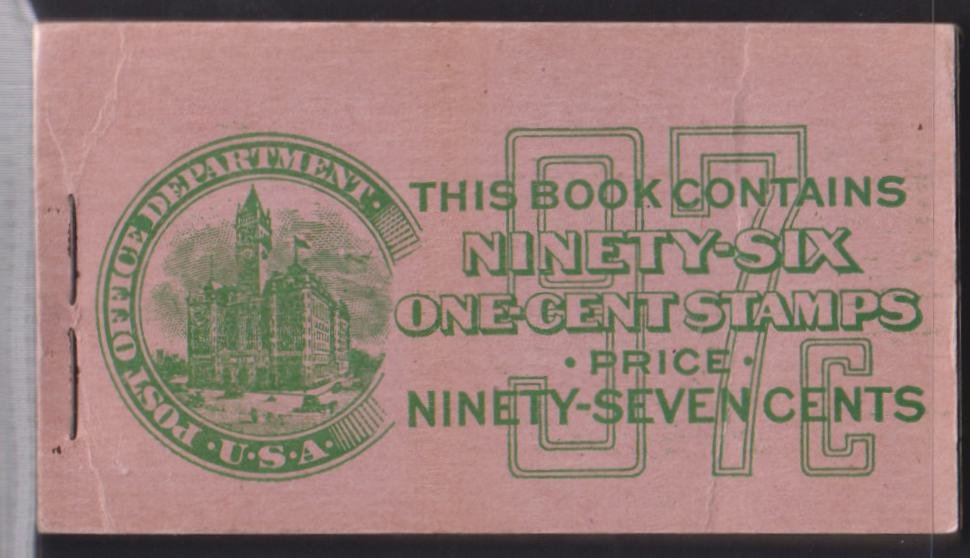 POST OFFICE DEPARTMENT.
· U·S·A·
97c
THIS BOOK CONTAINS
NINETY-SIX
ONE-CENT STAMPS
· PRICE ·
NINETY-SEVEN CENTS